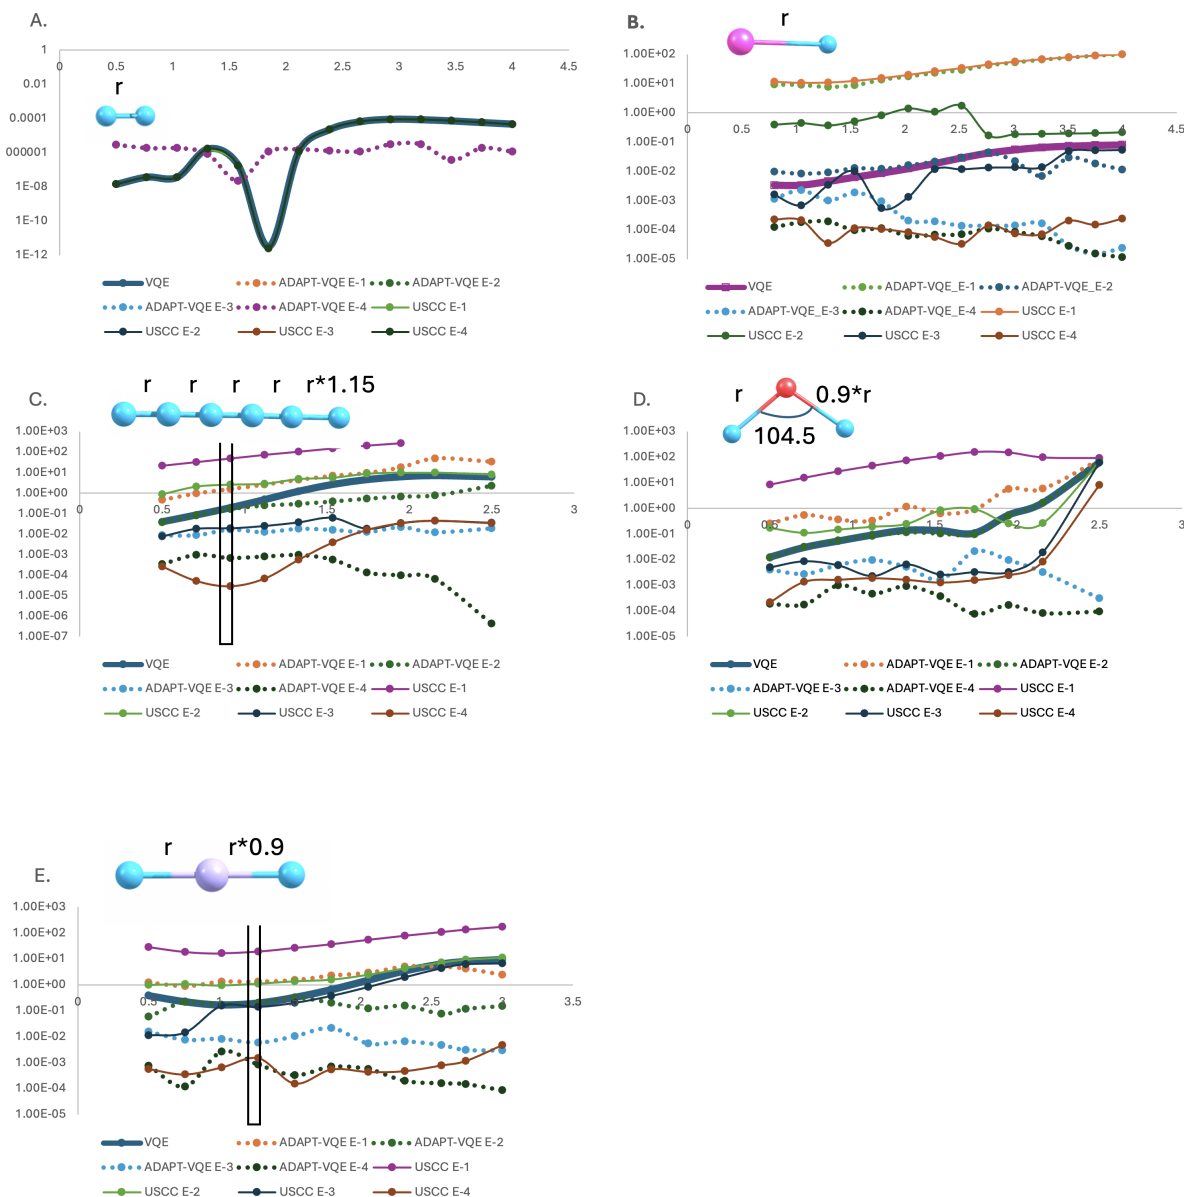 A.
1
0 0.5 1 1.5 2 2.5 3 3.5 4 4.5
0.01
r
0.0001
000001
1E-08
1E-10
1E-12
VQE ADAPT-VQE E-1 ADAPT-VQE E-2
ADAPT-VQE E-3 ADAPT-VQE E-4 USCC E-1
USCC E-2 USCC E-3 USCC E-4
B.
r
1.00E+02
1.00E+01
1.00E+00
0 0.5 1 1.5 2 2.5 3 3.5 4 4.5
1.00E-01
1.00E-02
1.00E-03
1.00E-04
1.00E-05
VQE ADAPT-VQE_E-1 ADAPT-VQE_E-2
ADAPT-VQE_E-3 ADAPT-VQE_E-4 USCC E-1
USCC E-2 USCC E-3 USCC E-4
C.
r r r r r*1.15
1.00E+03
1.00E+02
1.00E+01
1.00E+00
0 0.5 1 1.5 2 2.5 3
1.00E-01
1.00E-02
1.00E-03
1.00E-04
1.00E-05
1.00E-06
1.00E-07
VQE ADAPT-VQE E-1 ADAPT-VQE E-2
ADAPT-VQE E-3 ADAPT-VQE E-4 USCC E-1
USCC E-2 USCC E-3 USCC E-4
D.
r 0.9*r
104.5
1.00E+03
1.00E+02
1.00E+01
1.00E+00
0 0.5 1 1.5 2 2.5 3
1.00E-01
1.00E-02
1.00E-03
1.00E-04
1.00E-05
VQE ADAPT-VQE E-1 ADAPT-VQE E-2
ADAPT-VQE E-3 ADAPT-VQE E-4 USCC E-1
USCC E-2 USCC E-3 USCC E-4
E.
r r*0.9
1.00E+03
1.00E+02
1.00E+01
1.00E+00
0 0.5 1 1.5 2 2.5 3 3.5
1.00E-01
1.00E-02
1.00E-03
1.00E-04
1.00E-05
VQE ADAPT-VQE E-1 ADAPT-VQE E-2
ADAPT-VQE E-3 ADAPT-VQE E-4 USCC E-1
USCC E-2 USCC E-3 USCC E-4